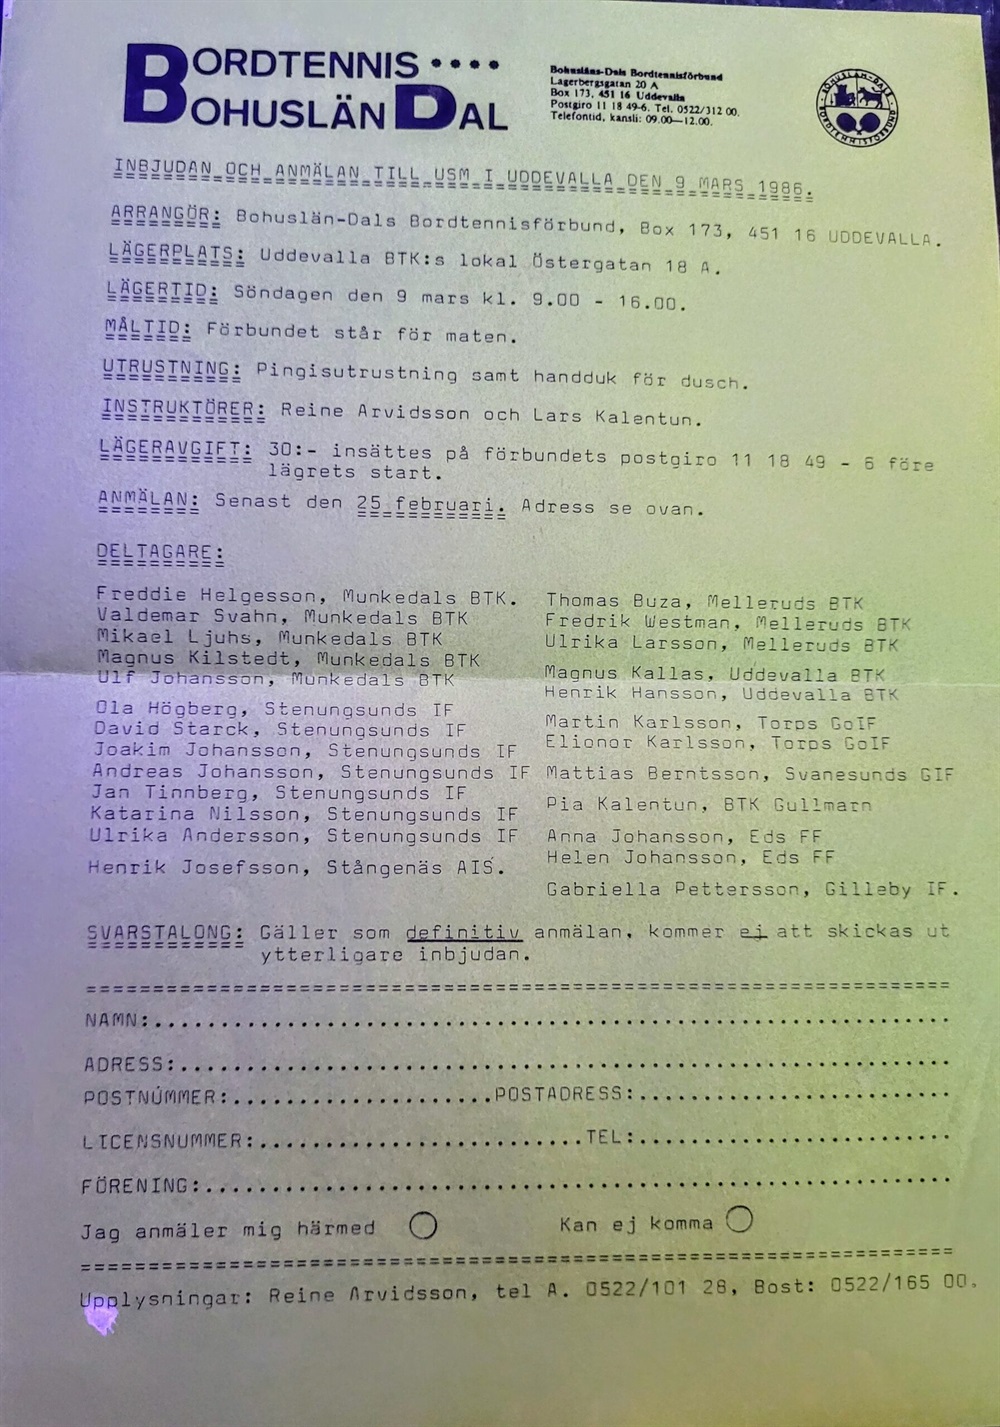 BORDTENNIS ••••
BOHUSLÄN DAL
Bohusläns-Dals Bordtennisförbund
Lagerbergsgatan 20 A
Box 173, 451 16 Uddevalla
Postgiro 11 18 49-6. Tel. 0522/312 00.
Telefontid, kansli: 09.00—12.00.
BOHUSLÄN-DALS BORDTENNISFÖRBUND
INBJUDAN OCH ANMÄLAN TILL USM I UDDEVALLA DEN 9 MARS 1986.
ARRANGÖR: Bohuslän-Dals Bordtennisförbund, Box 173, 451 16 UDDEVALLA.
LÄGERPLATS: Uddevalla BTK:s lokal Östergatan 18 A.
LÄGERTID: Söndagen den 9 mars kl. 9.00 - 16.00.
MÅLTID: Förbundet står för maten.
UTRUSTNING: Pingisutrustning samt handduk för dusch.
INSTRUKTÖRER: Reine Arvidsson och Lars Kalentun.
LÄGERAVGIFT: 30:- insättes på förbundets postgiro 11 18 49 - 6 före
lägrets start.
ANMÄLAN: Senast den 25 februari. Adress se ovan.
DELTAGARE:
Freddie Helgesson, Munkedals BTK.
Valdemar Svahn, Munkedals BTK
Mikael Ljuhs, Munkedals BTK
Magnus Kilstedt, Munkedals BTK
Ulf Johansson, Munkedals BTK
Ola Högberg, Stenungsunds IF
David Starck, Stenungsunds IF
Joakim Johansson, Stenungsunds IF
Andreas Johansson, Stenungsunds IF
Jan Tinnberg, Stenungsunds IF
Katarina Nilsson, Stenungsunds IF
Ulrika Andersson, Stenungsunds IF
Henrik Josefsson, Stångenäs AIS.
Thomas Buza, Melleruds BTK
Fredrik Westman, Melleruds BTK
Ulrika Larsson, Melleruds BTK
Magnus Kallas, Uddevalla BTK
Henrik Hansson, Uddevalla BTK
Martin Karlsson, Torps GoIF
Elionor Karlsson, Torps GoIF
Mattias Berntsson, Svanesunds GIF
Pia Kalentun, BTK Gullmarn
Anna Johansson, Eds FF
Helen Johansson, Eds FF
Gabriella Pettersson, Gilleby IF.
SVARSTALONG: Gäller som definitiv anmälan, kommer ej att skickas ut
ytterligare inbjudan.
NAMN:
ADRESS:
POSTNUMMER: POSTADRESS:
LICENSNUMMER: TEL:
FÖRENING:
Jag anmäler mig härmed Kan ej komma
Upplysningar: Reine Arvidsson, tel A. 0522/101 28, Bost: 0522/165 00.